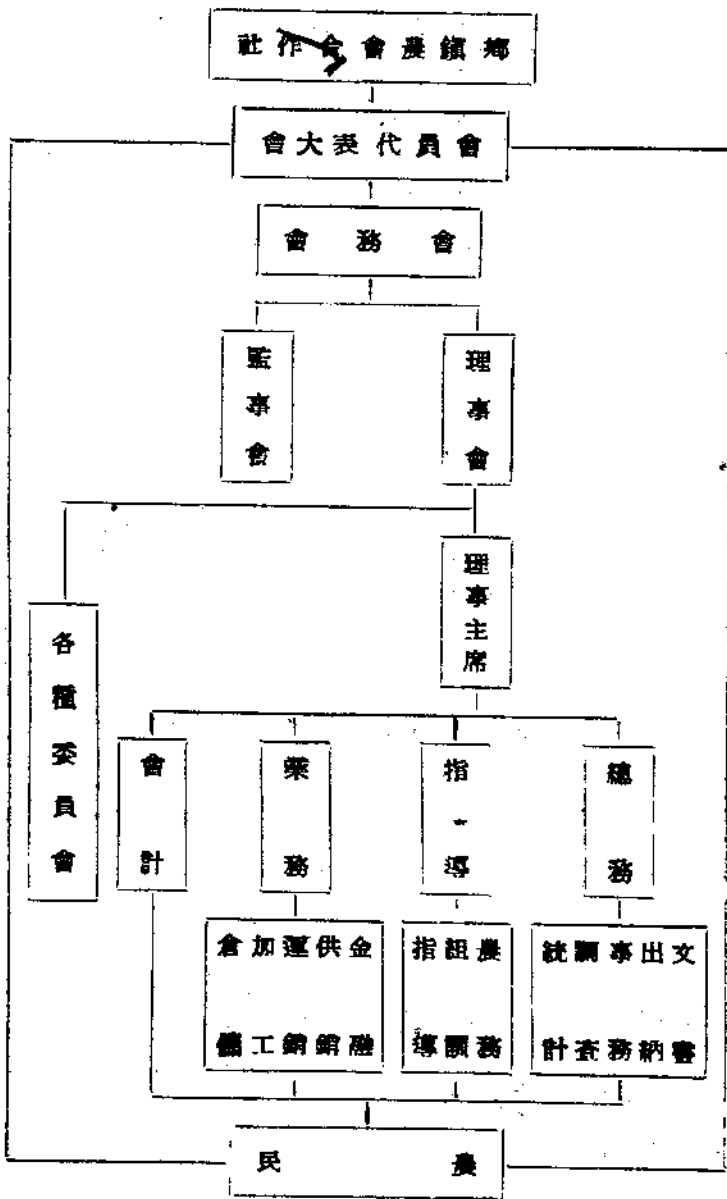 鄉鎮農會合作社
會員代表大會
會務會
理事會
監事會
理事主席
各種委員會
總務
指導
業務
會計
文書
出納
事務
調查
統計
農務
組訓
指導
金融
供銷
運銷
加工
倉儲
農民